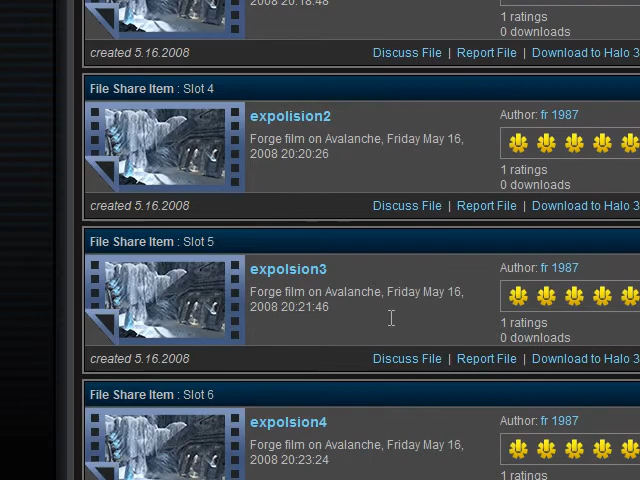 2008 20:18:48
1 ratings
0 downloads
created 5.16.2008
Discuss File | Report File | Download to Halo 3
File Share Item : Slot 4
expolision2
Author: fr 1987
Forge film on Avalanche, Friday May 16,
2008 20:20:26
1 ratings
0 downloads
created 5.16.2008
Discuss File | Report File | Download to Halo 3
File Share Item : Slot 5
expolsion3
Author: fr 1987
Forge film on Avalanche, Friday May 16,
2008 20:21:46
1 ratings
0 downloads
created 5.16.2008
Discuss File | Report File | Download to Halo 3
File Share Item : Slot 6
expolsion4
Author: fr 1987
Forge film on Avalanche, Friday May 16,
2008 20:23:24
1 ratings